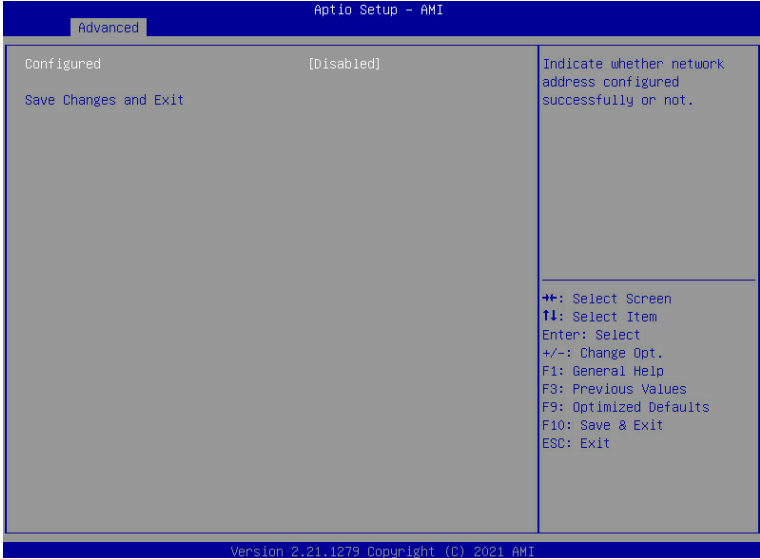 Aptio Setup – AMI
Advanced
Configured [Disabled]
Save Changes and Exit
Indicate whether network
address configured
successfully or not.
→←: Select Screen
↑↓: Select Item
Enter: Select
+/-: Change Opt.
F1: General Help
F3: Previous Values
F9: Optimized Defaults
F10: Save & Exit
ESC: Exit
Version 2.21.1279 Copyright (C) 2021 AMI